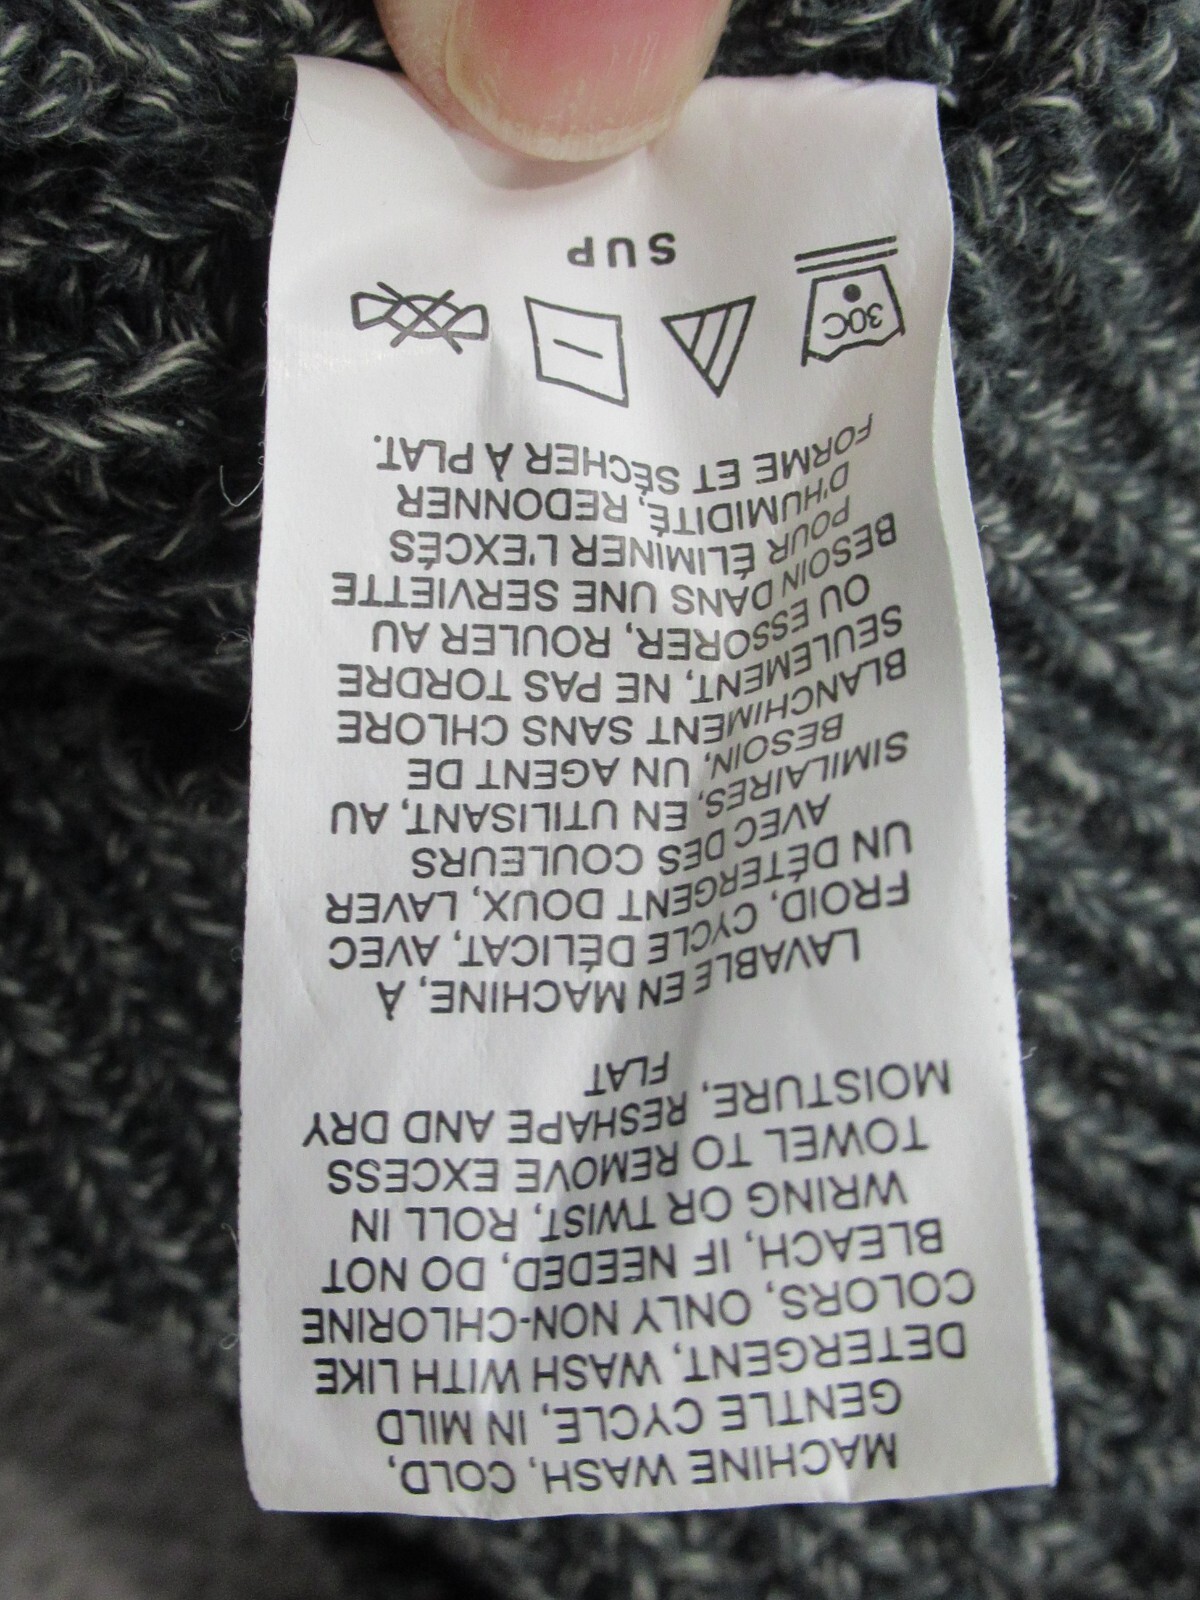 MACHINE WASH, COLD,
GENTLE CYCLE, IN MILD
DETERGENT, WASH WITH LIKE
COLORS, ONLY NON-CHLORINE
BLEACH, IF NEEDED, DO NOT
WRING OR TWIST, ROLL IN
TOWEL TO REMOVE EXCESS
MOISTURE, RESHAPE AND DRY
FLAT
LAVABLE EN MACHINE, À
FROID, CYCLE DÉLICAT, AVEC
UN DÉTERGENT DOUX, LAVER
AVEC DES COULEURS
SIMILAIRES, EN UTILISANT, AU
BESOIN, UN AGENT DE
BLANCHIMENT SANS CHLORE
SEULEMENT, NE PAS TORDRE
OU ESSORER, ROULER AU
BESOIN DANS UNE SERVIETTE
POUR ÉLIMINER L'EXCÉS
D'HUMIDITÉ, REDONNER
FORME ET SÉCHER À PLAT.
30C
SUP